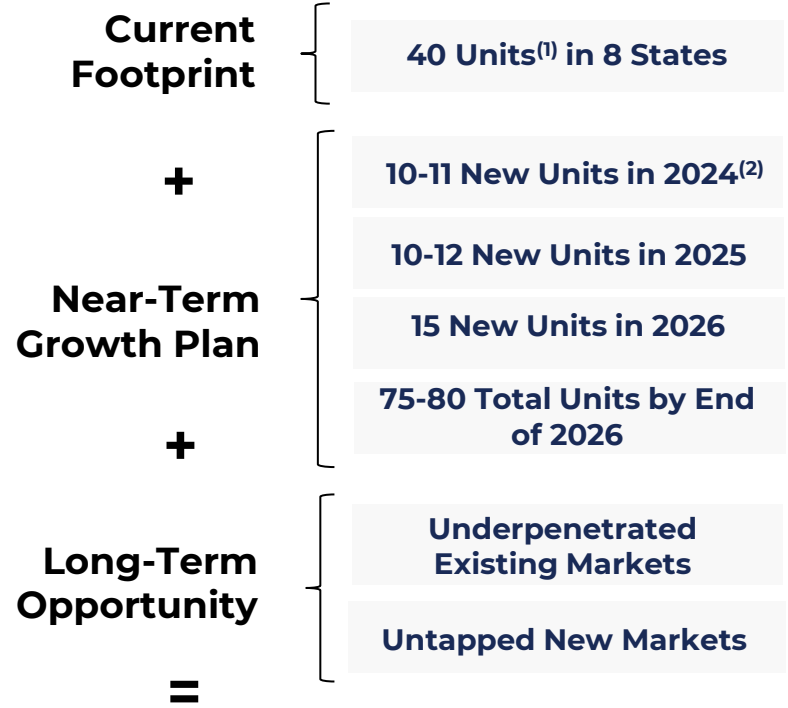 Current
Footprint
40 Units(1) in 8 States
+
10-11 New Units in 2024(2)
10-12 New Units in 2025
Near-Term
Growth Plan
15 New Units in 2026
75-80 Total Units by End
of 2026
+
Underpenetrated
Existing Markets
Long-Term
Opportunity
Untapped New Markets
=